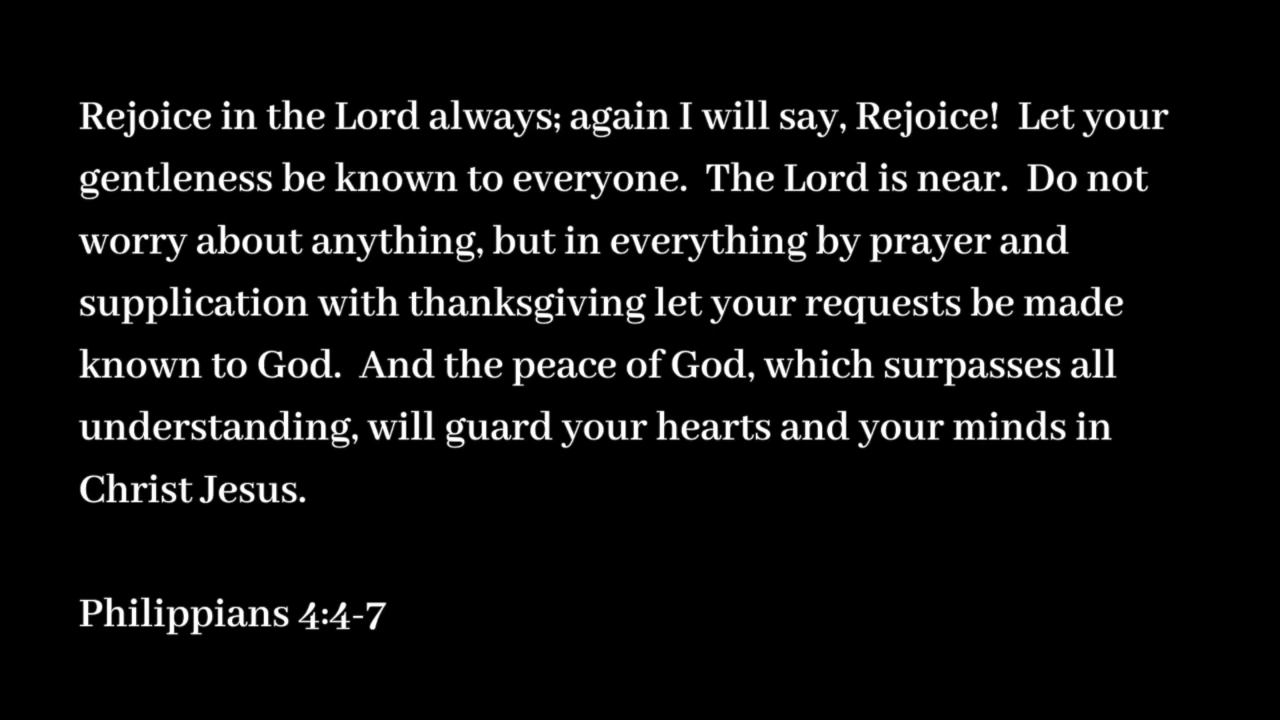 Rejoice in the Lord always; again I will say, Rejoice!  Let your
gentleness be known to everyone.  The Lord is near.  Do not
worry about anything, but in everything by prayer and
supplication with thanksgiving let your requests be made
known to God.  And the peace of God, which surpasses all
understanding, will guard your hearts and your minds in
Christ Jesus.
Philippians 4:4-7